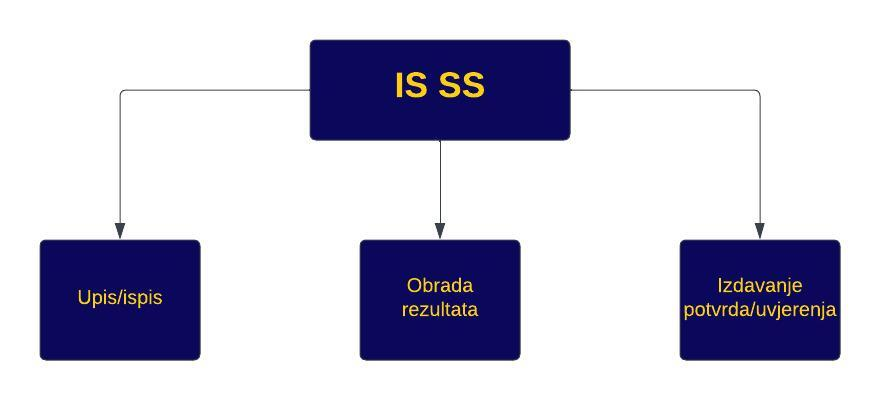 IS SS
Upis/ispis
Obrada
rezultata
Izdavanje
potvrda/uvjerenja